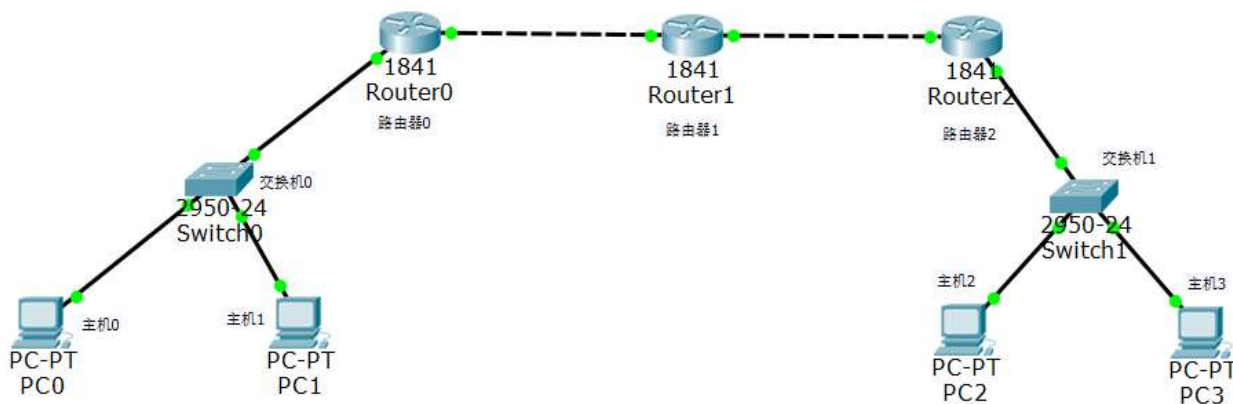 1841
Router0
路由器0
1841
Router1
路由器1
1841
Router2
路由器2
交换机0
2950-24
Switch0
交换机1
2950-24
Switch1
主机0
PC-PT
PC0
主机1
PC-PT
PC1
主机2
PC-PT
PC2
主机3
PC-PT
PC3